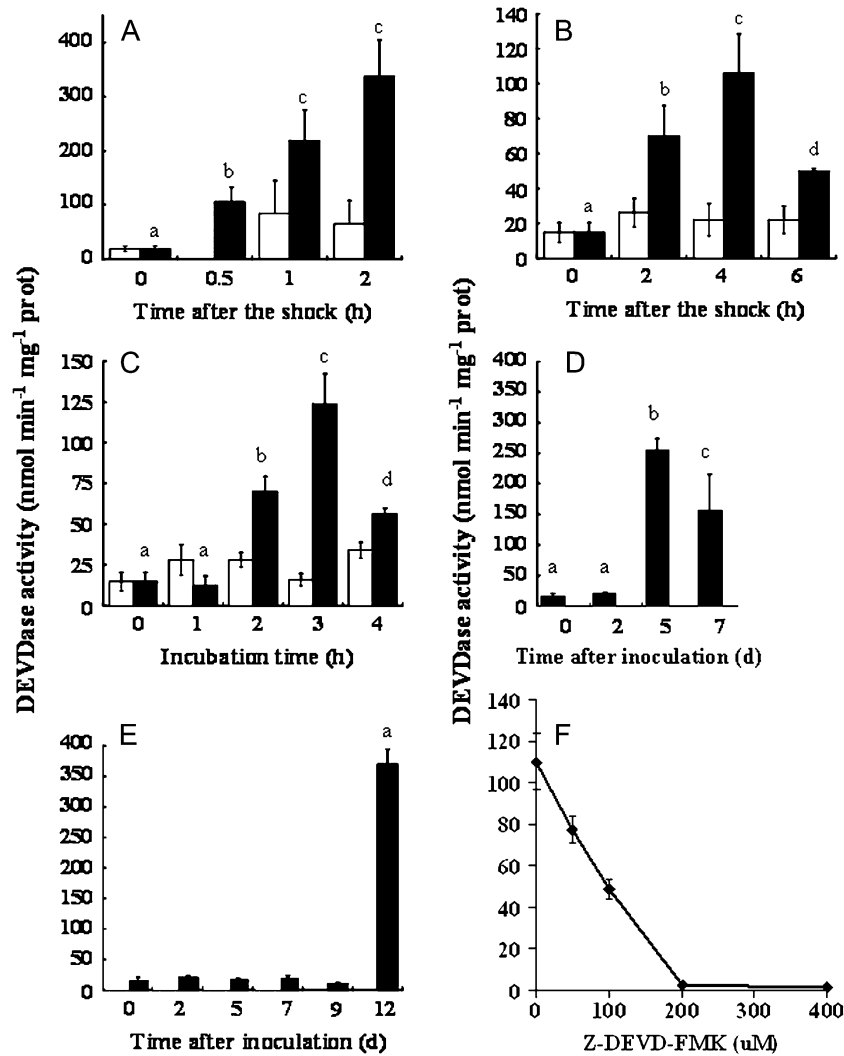 A
400
300
200
100
0
c
c
b
a
0 0.5 1 2
Time after the shock (h)
B
140
120
100
80
60
40
20
0
c
b
d
a
0 2 4 6
Time after the shock (h)
DEVDase activity (nmol min-1 mg-1 prot)
DEVDase activity (nmol min-1 mg-1 prot)
C
150
125
100
75
50
25
0
c
b
d
a a
0 1 2 3 4
Incubation time (h)
D
400
350
300
250
200
150
100
50
0
b
c
a a
0 2 5 7
Time after inoculation (d)
E
400
350
300
250
200
150
100
50
0
a
0 2 5 7 9 12
Time after inoculation (d)
F
140
120
100
80
60
40
20
0
0 100 200 300 400
Z-DEVD-FMK (uM)